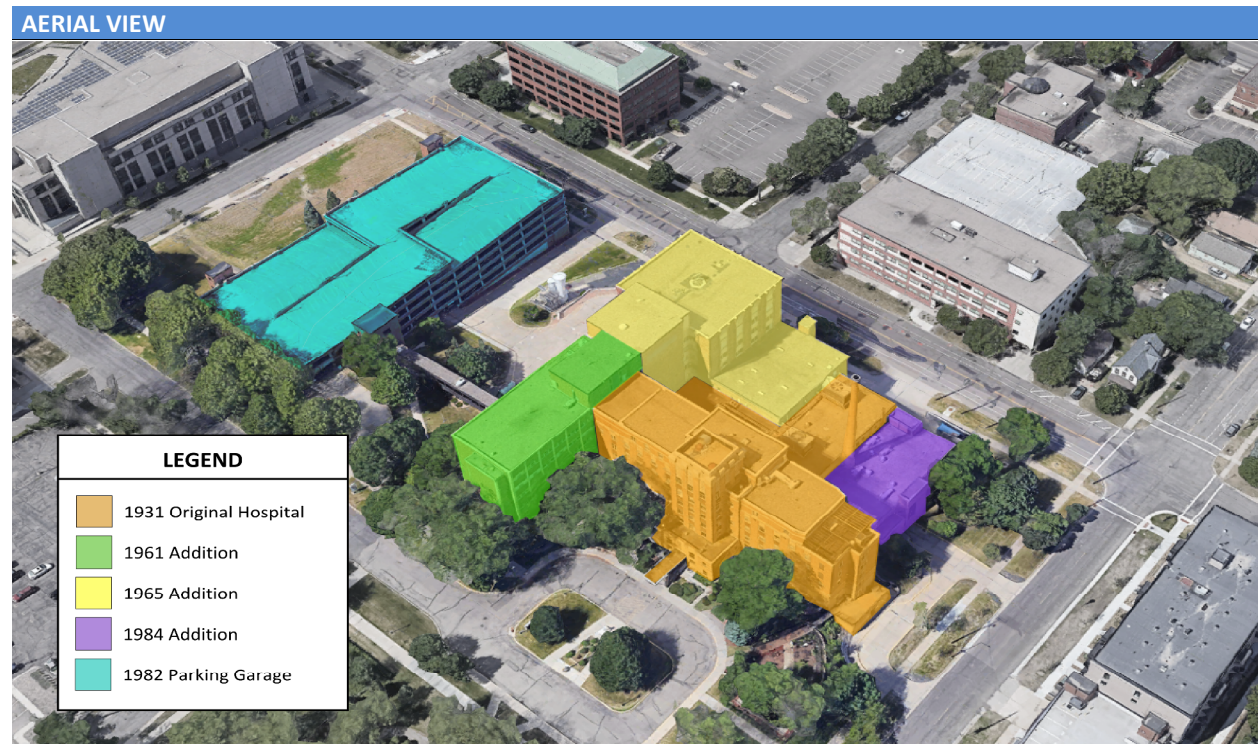 AERIAL VIEW
LEGEND
1931 Original Hospital
1961 Addition
1965 Addition
1984 Addition
1982 Parking Garage